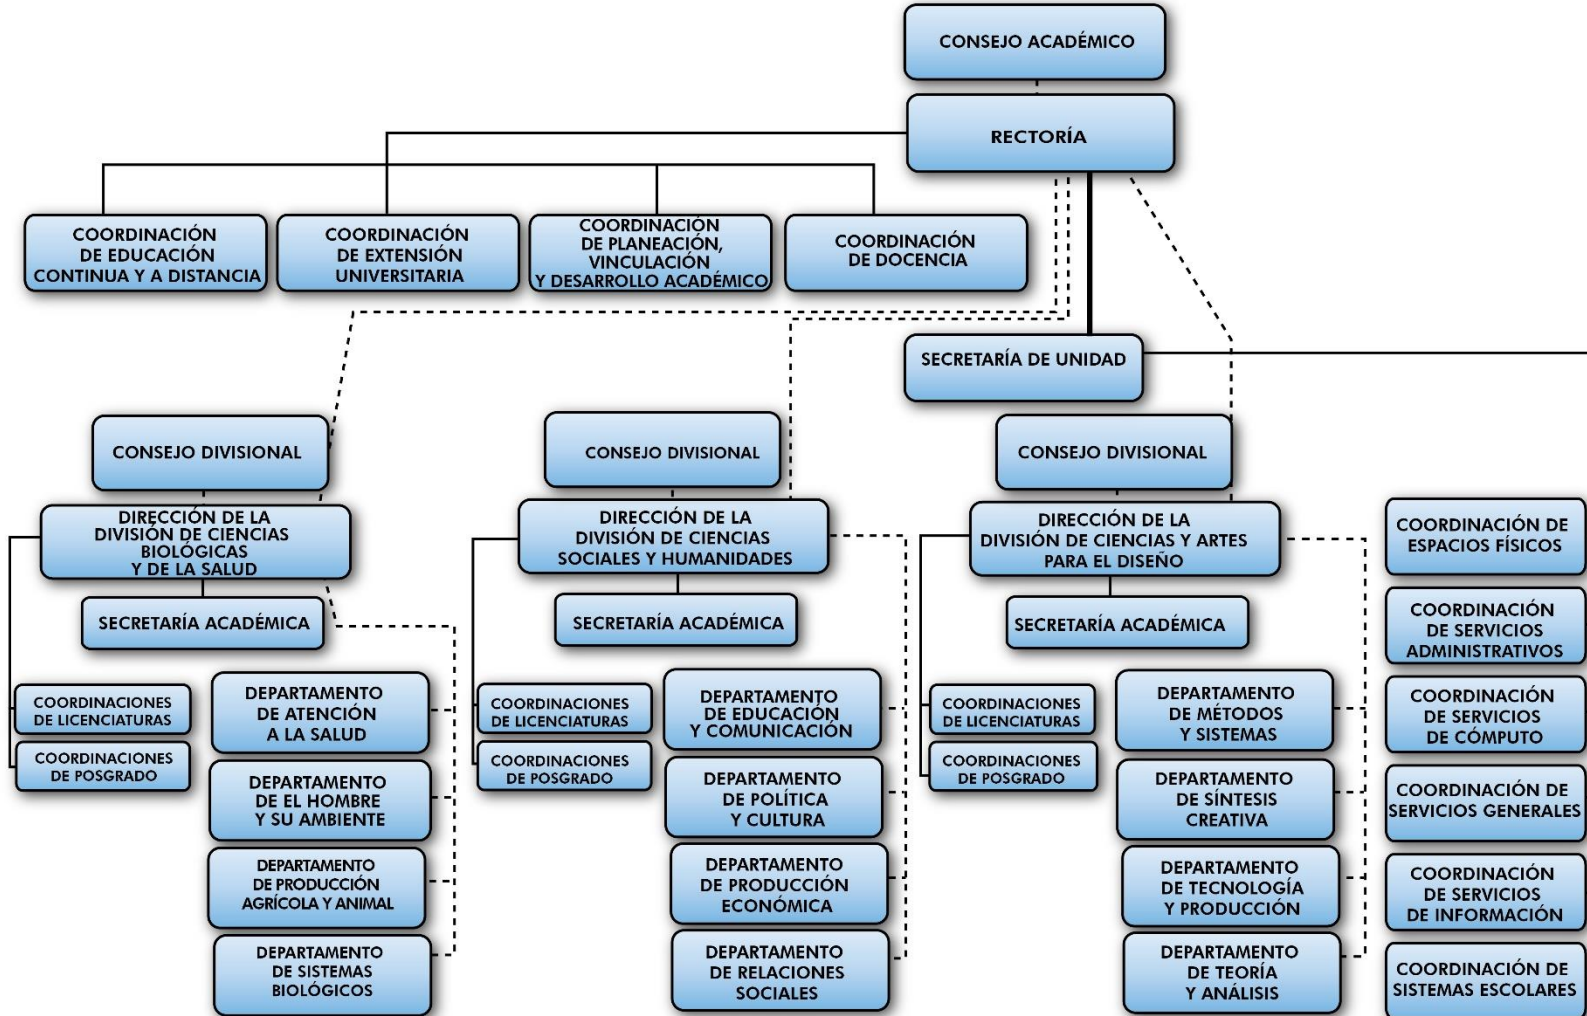 CONSEJO ACADÉMICO
RECTORÍA
COORDINACIÓN
DE EDUCACIÓN
CONTINUA Y A DISTANCIA
COORDINACIÓN
DE EXTENSIÓN
UNIVERSITARIA
COORDINACIÓN
DE PLANEACIÓN,
VINCULACIÓN
Y DESARROLLO ACADÉMICO
COORDINACIÓN
DE DOCENCIA
SECRETARÍA DE UNIDAD
CONSEJO DIVISIONAL
DIRECCIÓN DE LA
DIVISIÓN DE CIENCIAS
BIOLÓGICAS
Y DE LA SALUD
SECRETARÍA ACADÉMICA
COORDINACIONES
DE LICENCIATURAS
COORDINACIONES
DE POSGRADO
DEPARTAMENTO
DE ATENCIÓN
A LA SALUD
DEPARTAMENTO
DE EL HOMBRE
Y SU AMBIENTE
DEPARTAMENTO
DE PRODUCCIÓN
AGRÍCOLA Y ANIMAL
DEPARTAMENTO
DE SISTEMAS
BIOLÓGICOS
CONSEJO DIVISIONAL
DIRECCIÓN DE LA
DIVISIÓN DE CIENCIAS
SOCIALES Y HUMANIDADES
SECRETARÍA ACADÉMICA
COORDINACIONES
DE LICENCIATURAS
COORDINACIONES
DE POSGRADO
DEPARTAMENTO
DE EDUCACIÓN
Y COMUNICACIÓN
DEPARTAMENTO
DE POLÍTICA
Y CULTURA
DEPARTAMENTO
DE PRODUCCIÓN
ECONÓMICA
DEPARTAMENTO
DE RELACIONES
SOCIALES
CONSEJO DIVISIONAL
DIRECCIÓN DE LA
DIVISIÓN DE CIENCIAS Y ARTES
PARA EL DISEÑO
SECRETARÍA ACADÉMICA
COORDINACIONES
DE LICENCIATURAS
COORDINACIONES
DE POSGRADO
DEPARTAMENTO
DE MÉTODOS
Y SISTEMAS
DEPARTAMENTO
DE SÍNTESIS
CREATIVA
DEPARTAMENTO
DE TECNOLOGÍA
Y PRODUCCIÓN
DEPARTAMENTO
DE TEORÍA
Y ANÁLISIS
COORDINACIÓN DE
ESPACIOS FÍSICOS
COORDINACIÓN
DE SERVICIOS
ADMINISTRATIVOS
COORDINACIÓN
DE SERVICIOS
DE CÓMPUTO
COORDINACIÓN DE
SERVICIOS GENERALES
COORDINACIÓN
DE SERVICIOS
DE INFORMACIÓN
COORDINACIÓN DE
SISTEMAS ESCOLARES